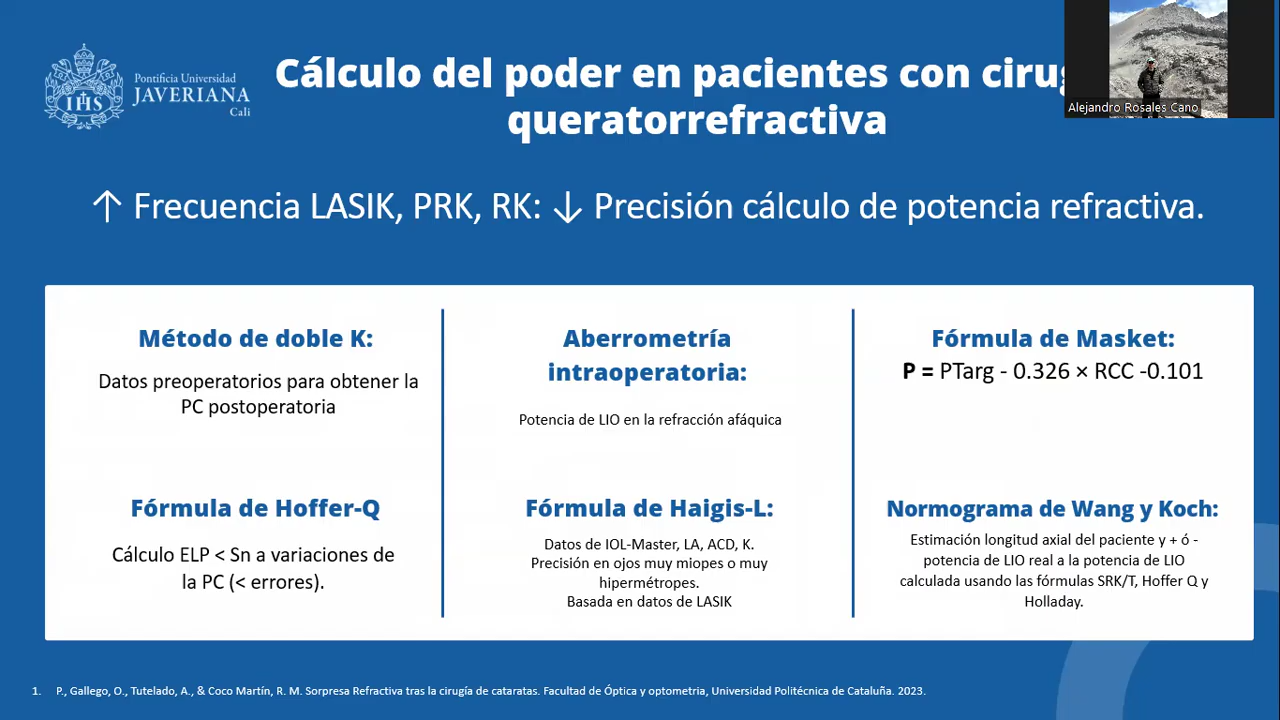 Pontificia Universidad
JAVERIANA
Cali
IHS
Cálculo del poder en pacientes con
queratorrefractiva
Alejandro Rosales Cano
↑ Frecuencia LASIK, PRK, RK: ↓ Precisión cálculo de potencia refractiva.
Método de doble K:
Datos preoperatorios para obtener la
PC postoperatoria
Aberrometría
intraoperatoria:
Potencia de LIO en la refracción afáquica
Fórmula de Masket:
P = PTarg - 0.326 × RCC -0.101
Fórmula de Hoffer-Q
Cálculo ELP < Sn a variaciones de
la PC (< errores).
Fórmula de Haigis-L:
Datos de IOL-Master, LA, ACD, K.
Precisión en ojos muy miopes o muy
hipermétropes.
Basada en datos de LASIK
Normograma de Wang y Koch:
Estimación longitud axial del paciente y + ó -
potencia de LIO real a la potencia de LIO
calculada usando las fórmulas SRK/T, Hoffer Q y
Holladay.
1. P., Gallego, O., Tutelado, A., & Coco Martín, R. M. Sorpresa Refractiva tras la cirugía de cataratas. Facultad de Óptica y optometria, Universidad Politécnica de Cataluña. 2023.